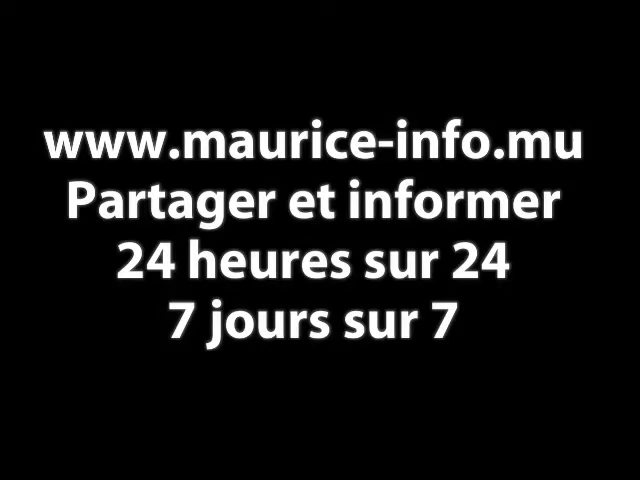 www.maurice-info.mu
Partager et informer
24 heures sur 24
7 jours sur 7